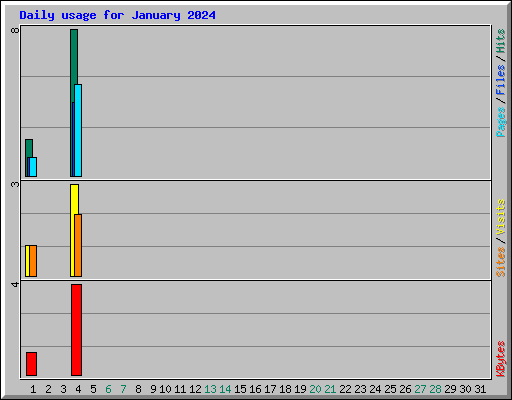 Daily usage for January 2024
8
3
4
Pages / Files / Hits
Sites / Visits
KBytes
1 2 3 4 5 6 7 8 9 10 11 12 13 14 15 16 17 18 19 20 21 22 23 24 25 26 27 28 29 30 31